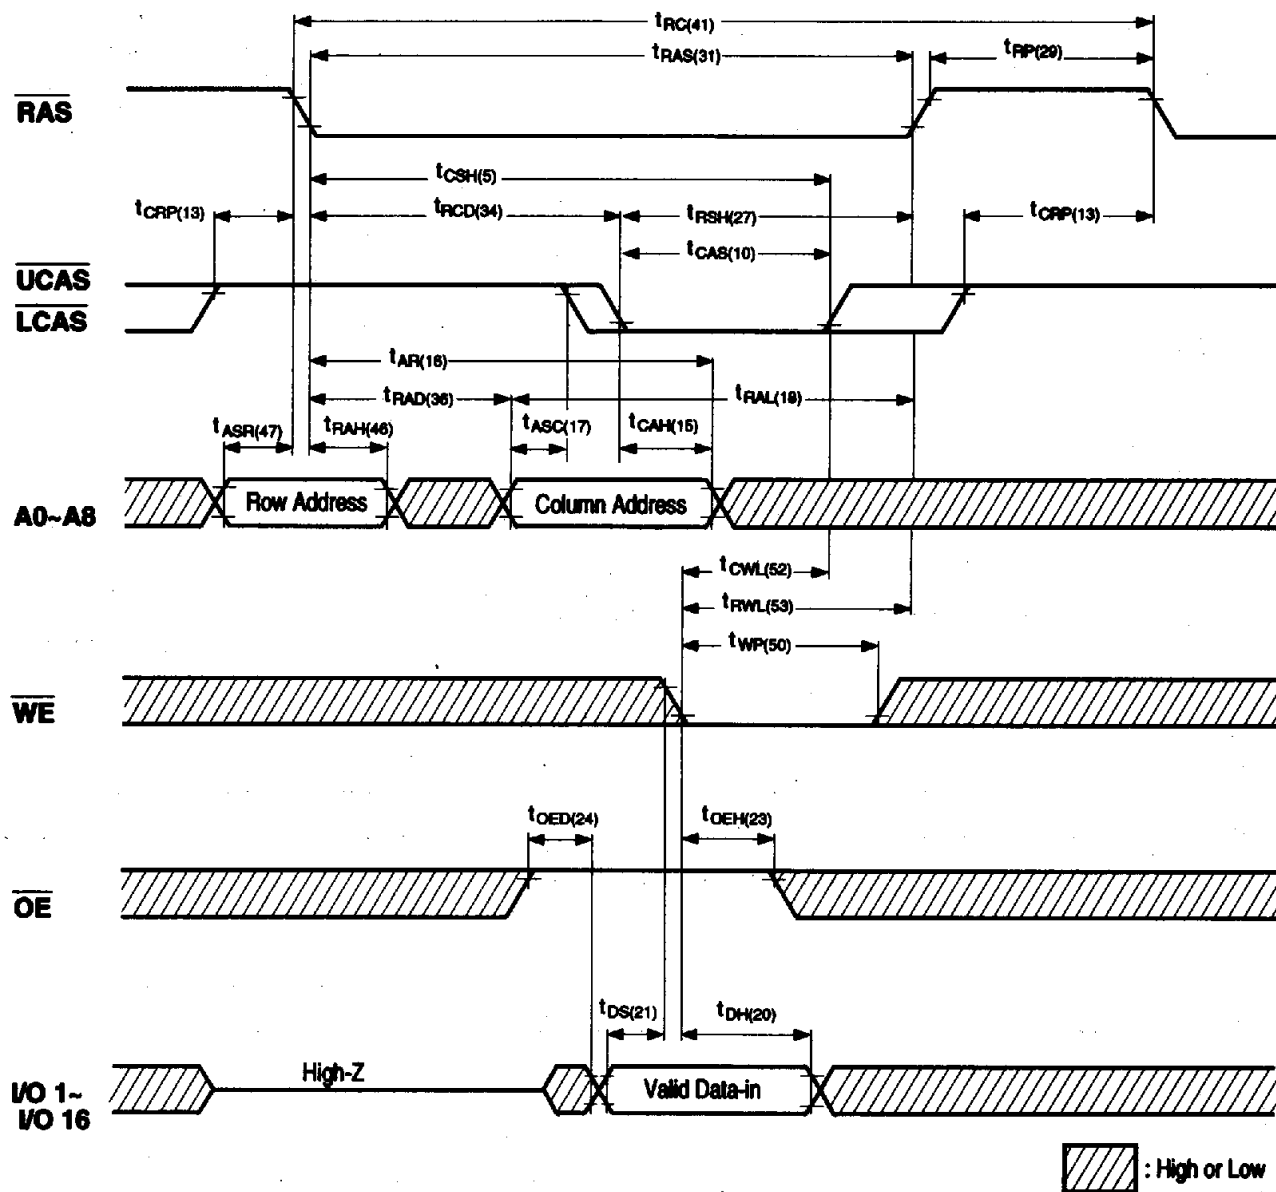 tRC(41)
tRAS(31)
tRP(29)
RAS
tCSH(5)
tCRP(13)
tRCD(34)
tRSH(27)
tCRP(13)
tCAS(10)
UCAS
LCAS
tAR(16)
tRAD(36)
tRAL(19)
tASR(47)
tRAH(46)
tASC(17)
tCAH(15)
A0~A8
Row Address
Column Address
tCWL(52)
tRWL(53)
tWP(50)
WE
tOED(24)
tOEH(23)
OE
tDS(21)
tDH(20)
High-Z
Valid Data-in
I/O 1~
I/O 16
: High or Low